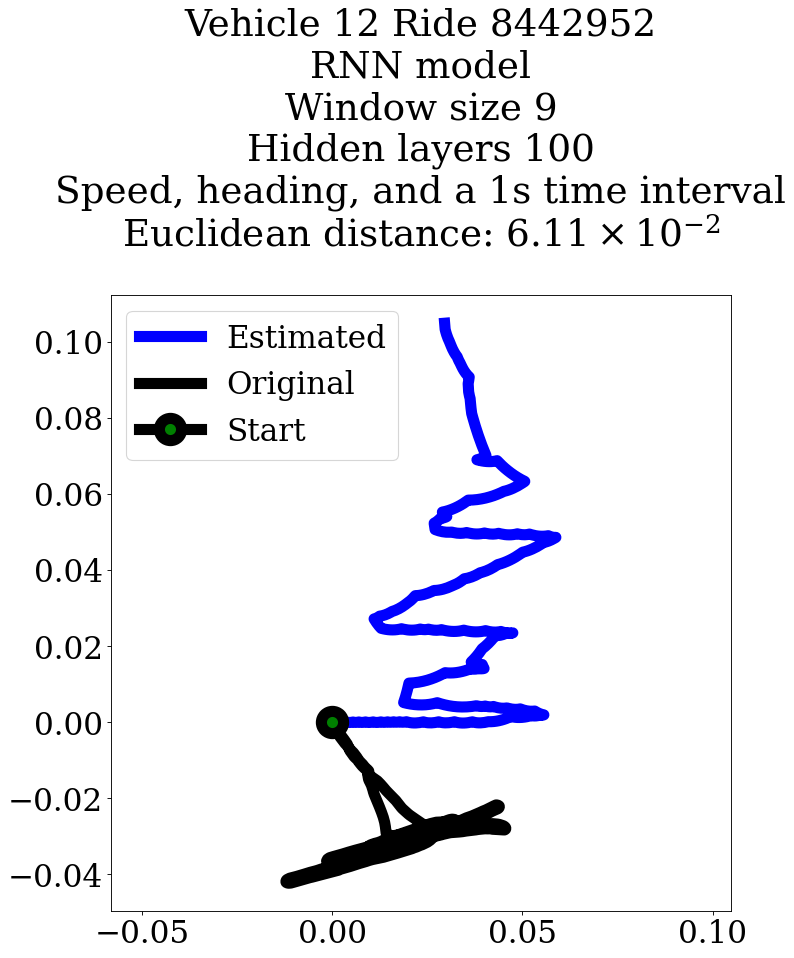 Vehicle 12 Ride 8442952
RNN model
Window size 9
Hidden layers 100
Speed, heading, and a 1s time interval
Euclidean distance: 6.11 × 10⁻²
Estimated
Original
Start
0.10
0.08
0.06
0.04
0.02
0.00
−0.02
−0.04
−0.05 0.00 0.05 0.10